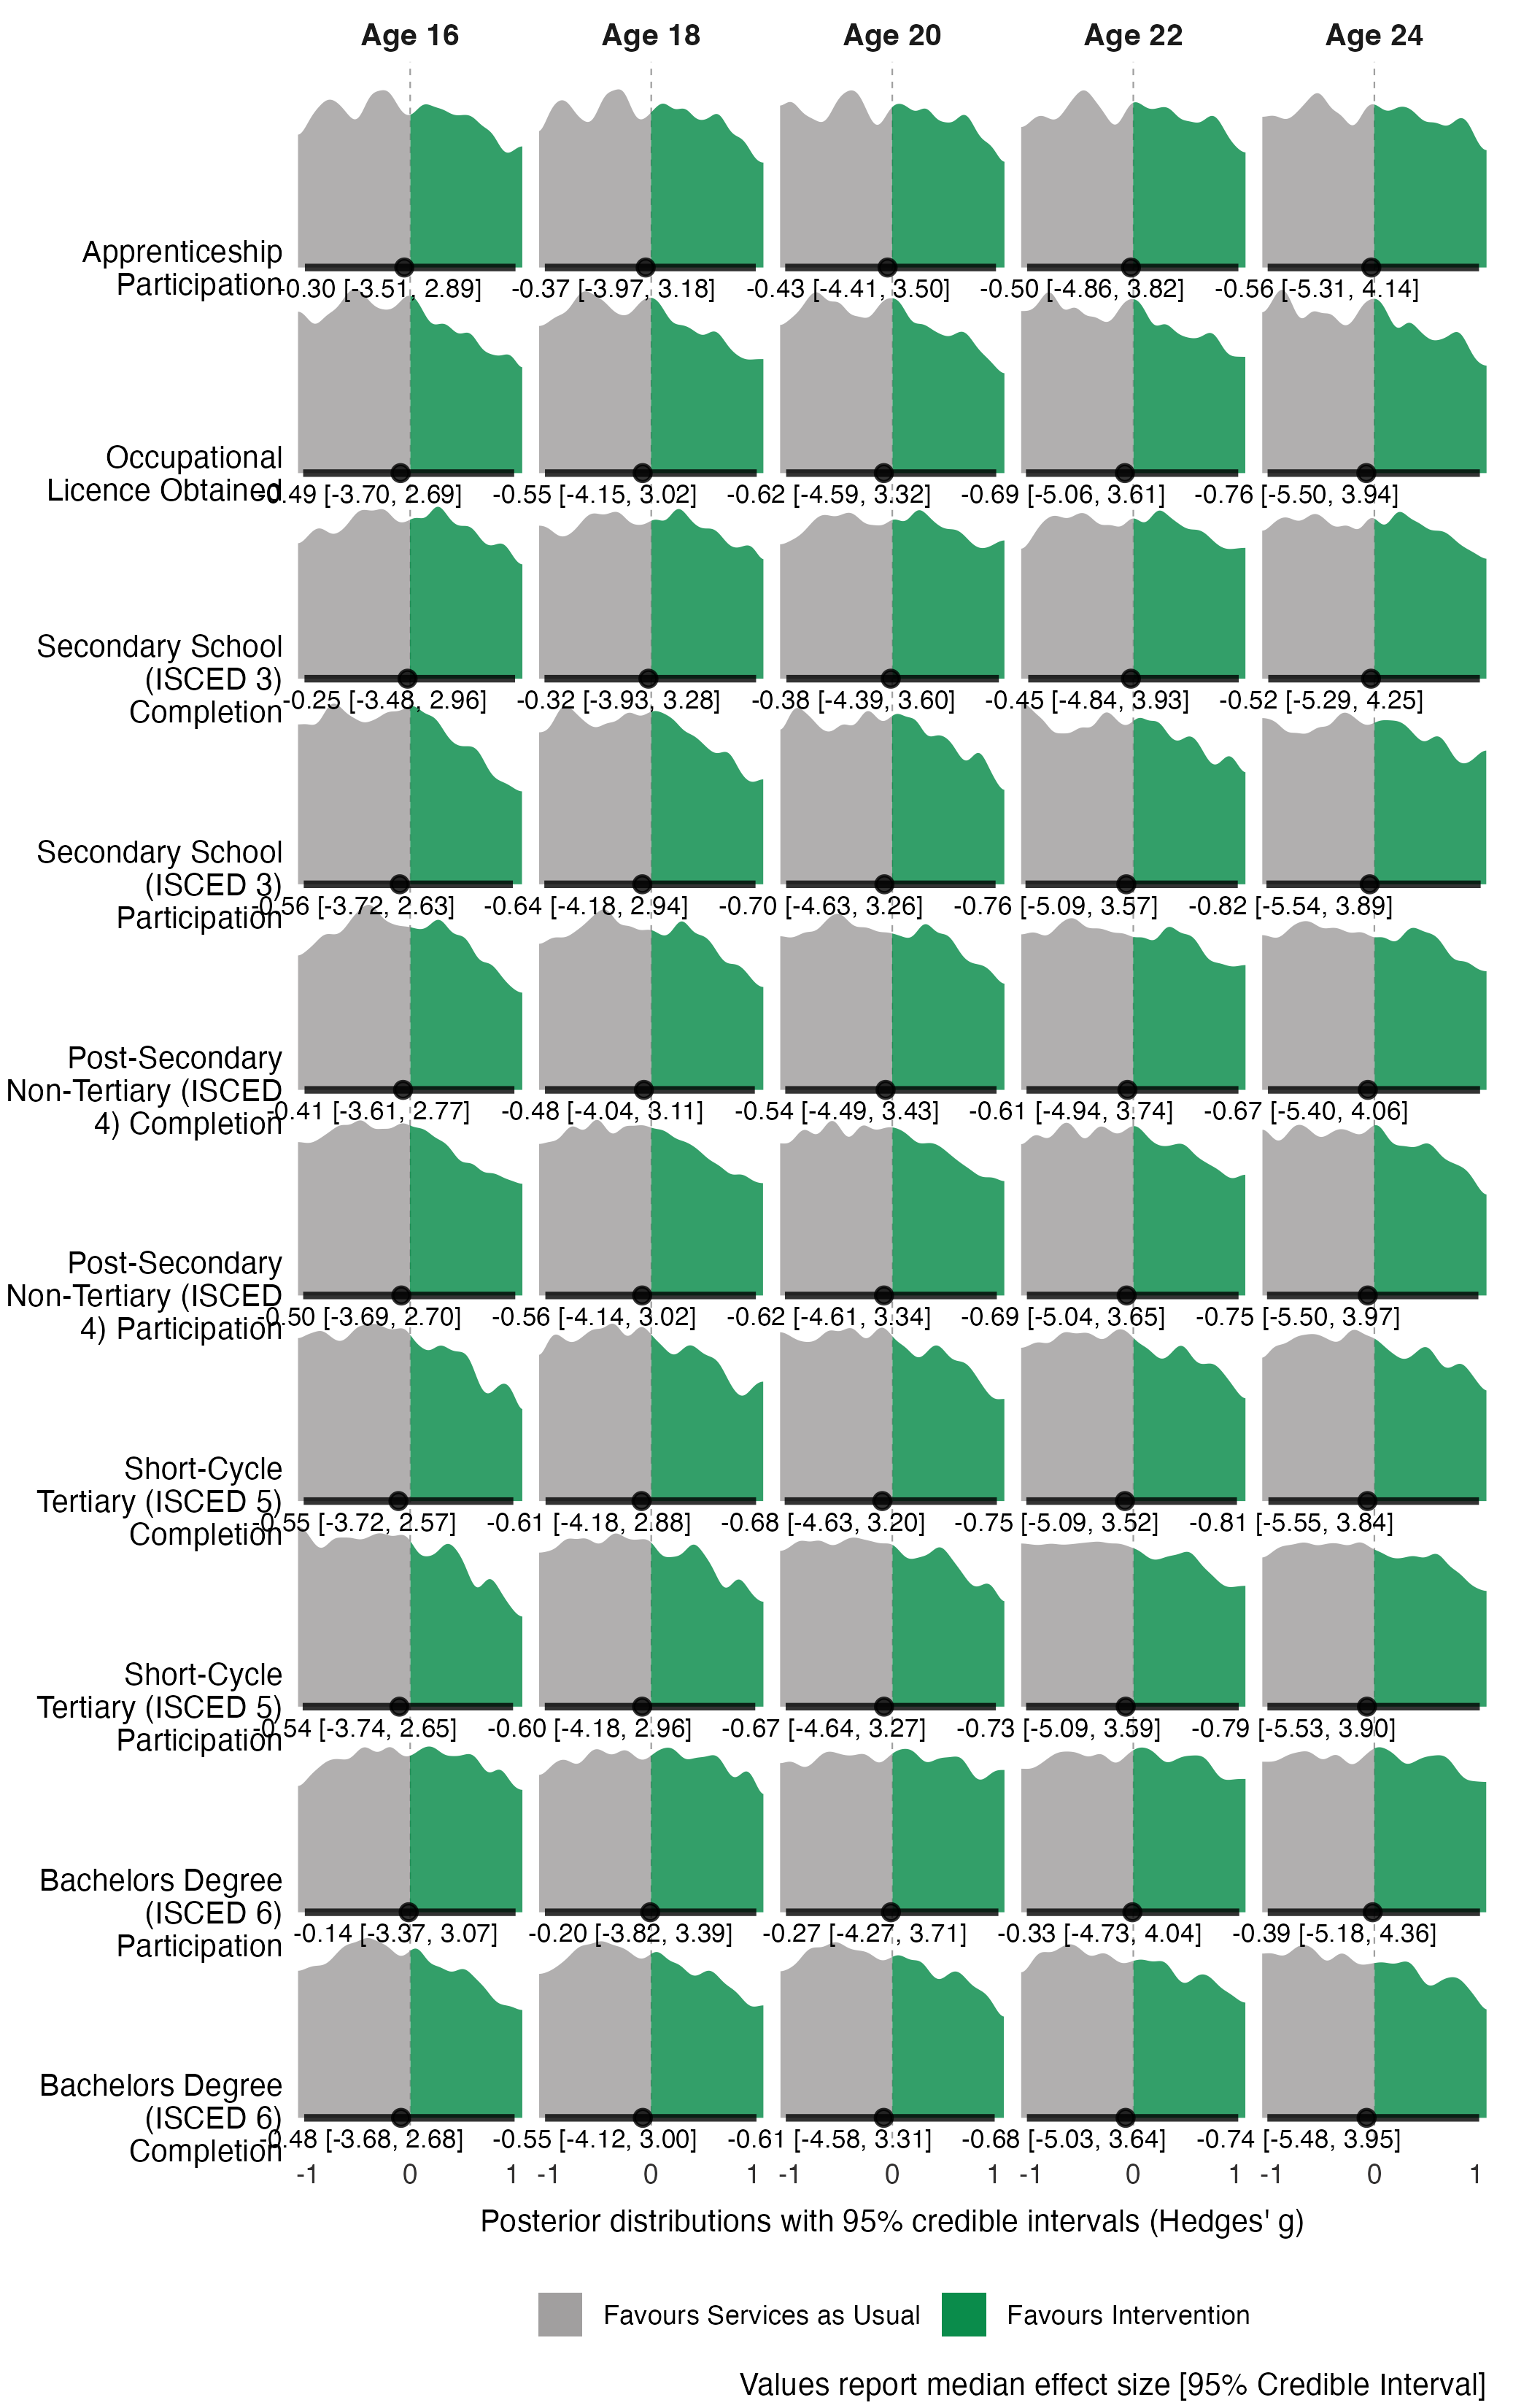 Age 16 Age 18 Age 20 Age 22 Age 24
Apprenticeship
Participation
-0.30 [-3.51, 2.89] -0.37 [-3.97, 3.18] -0.43 [-4.41, 3.50] -0.50 [-4.86, 3.82] -0.56 [-5.31, 4.14]
Occupational
Licence Obtained
-0.49 [-3.70, 2.69] -0.55 [-4.15, 3.02] -0.62 [-4.59, 3.32] -0.69 [-5.06, 3.61] -0.76 [-5.50, 3.94]
Secondary School
(ISCED 3)
Completion
-0.25 [-3.48, 2.96] -0.32 [-3.93, 3.28] -0.38 [-4.39, 3.60] -0.45 [-4.84, 3.93] -0.52 [-5.29, 4.25]
Secondary School
(ISCED 3)
Participation
-0.56 [-3.72, 2.63] -0.64 [-4.18, 2.94] -0.70 [-4.63, 3.26] -0.76 [-5.09, 3.57] -0.82 [-5.54, 3.89]
Post-Secondary
Non-Tertiary (ISCED
4) Completion
-0.41 [-3.61, 2.77] -0.48 [-4.04, 3.11] -0.54 [-4.49, 3.43] -0.61 [-4.94, 3.74] -0.67 [-5.40, 4.06]
Post-Secondary
Non-Tertiary (ISCED
4) Participation
-0.50 [-3.69, 2.70] -0.56 [-4.14, 3.02] -0.62 [-4.61, 3.34] -0.69 [-5.04, 3.65] -0.75 [-5.50, 3.97]
Short-Cycle
Tertiary (ISCED 5)
Completion
-0.55 [-3.72, 2.57] -0.61 [-4.18, 2.88] -0.68 [-4.63, 3.20] -0.75 [-5.09, 3.52] -0.81 [-5.55, 3.84]
Short-Cycle
Tertiary (ISCED 5)
Participation
-0.54 [-3.74, 2.65] -0.60 [-4.18, 2.96] -0.67 [-4.64, 3.27] -0.73 [-5.09, 3.59] -0.79 [-5.53, 3.90]
Bachelors Degree
(ISCED 6)
Participation
-0.14 [-3.37, 3.07] -0.20 [-3.82, 3.39] -0.27 [-4.27, 3.71] -0.33 [-4.73, 4.04] -0.39 [-5.18, 4.36]
Bachelors Degree
(ISCED 6)
Completion
-0.48 [-3.68, 2.68] -0.55 [-4.12, 3.00] -0.61 [-4.58, 3.31] -0.68 [-5.03, 3.64] -0.74 [-5.48, 3.95]
-1 0 1 -1 0 1 -1 0 1 -1 0 1 -1 0 1
Posterior distributions with 95% credible intervals (Hedges' g)
Favours Services as Usual Favours Intervention
Values report median effect size [95% Credible Interval]